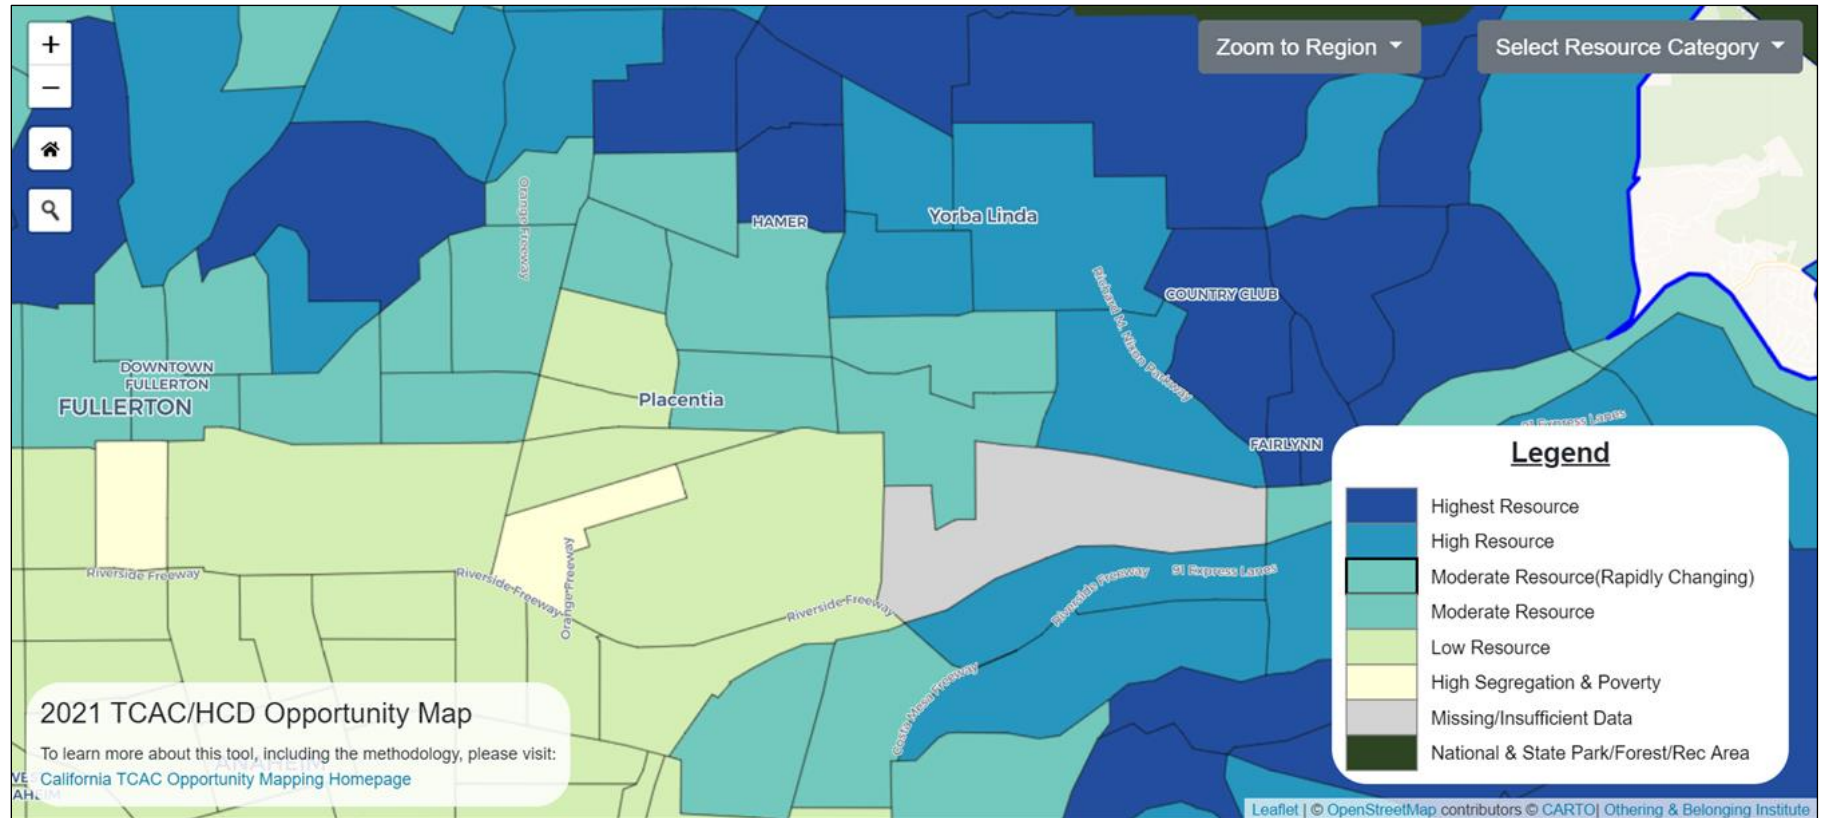 +
Zoom to Region
Select Resource Category
−
Orange Freeway
HAMER
Yorba Linda
Richard M. Nixon Parkway
COUNTRY CLUB
DOWNTOWN
FULLERTON
FULLERTON
Placentia
91 Express Lanes
FAIRLYNN
Legend
Highest Resource
High Resource
Moderate Resource(Rapidly Changing)
Moderate Resource
Low Resource
High Segregation & Poverty
Missing/Insufficient Data
National & State Park/Forest/Rec Area
Riverside Freeway
Riverside Freeway
Orange Freeway
Riverside Freeway
Riverside Freeway
91 Express Lanes
Costa Mesa Freeway
2021 TCAC/HCD Opportunity Map
To learn more about this tool, including the methodology, please visit:
ANAHEIM
California TCAC Opportunity Mapping Homepage
Leaflet | © OpenStreetMap contributors © CARTO| Othering & Belonging Institute